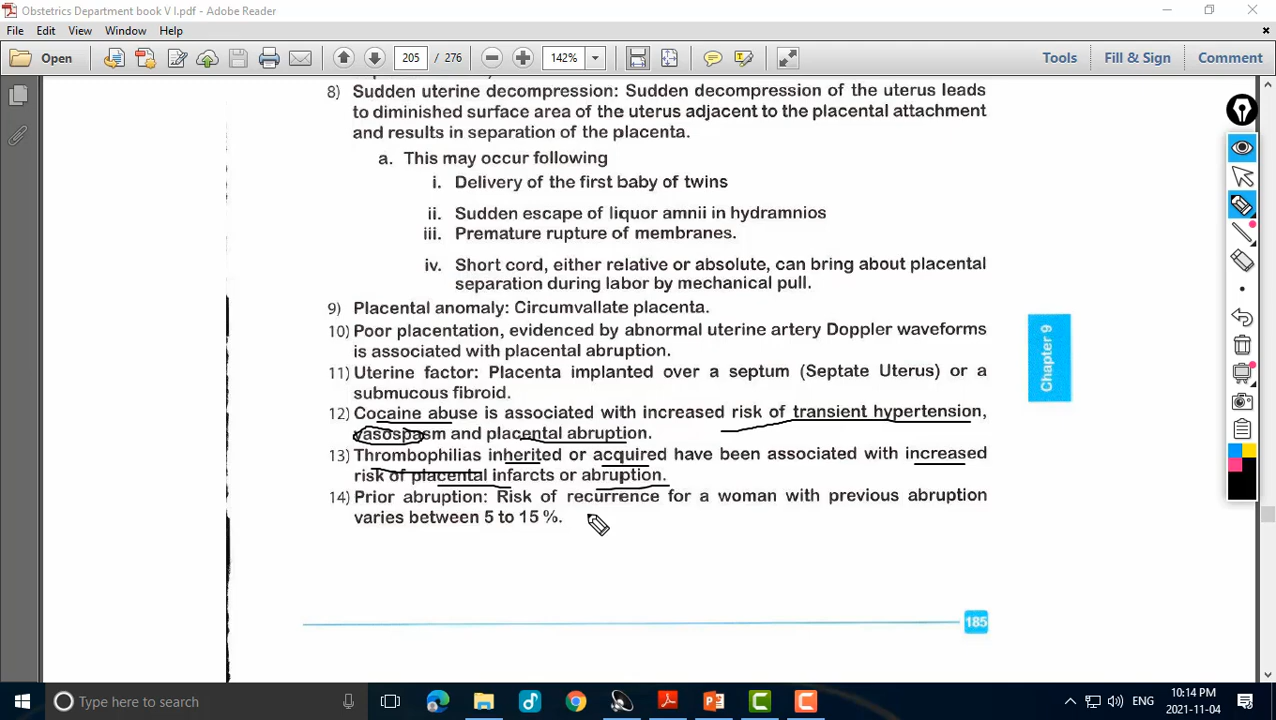 Obstetrics Department book V I.pdf - Adobe Reader
File Edit View Window Help
Open 205 / 276 142% Tools Fill & Sign Comment
8) Sudden uterine decompression: Sudden decompression of the uterus leads
to diminished surface area of the uterus adjacent to the placental attachment
and results in separation of the placenta.
a. This may occur following
i. Delivery of the first baby of twins
ii. Sudden escape of liquor amnii in hydramnios
iii. Premature rupture of membranes.
iv. Short cord, either relative or absolute, can bring about placental
separation during labor by mechanical pull.
9) Placental anomaly: Circumvallate placenta.
10) Poor placentation, evidenced by abnormal uterine artery Doppler waveforms
is associated with placental abruption.
11) Uterine factor: Placenta implanted over a septum (Septate Uterus) or a
submucous fibroid.
12) Cocaine abuse is associated with increased risk of transient hypertension,
vasospasm and placental abruption.
13) Thrombophilias inherited or acquired have been associated with increased
risk of placental infarcts or abruption.
14) Prior abruption: Risk of recurrence for a woman with previous abruption
varies between 5 to 15 %.
Chapter 9
185
Type here to search
ENG
10:14 PM
2021-11-04